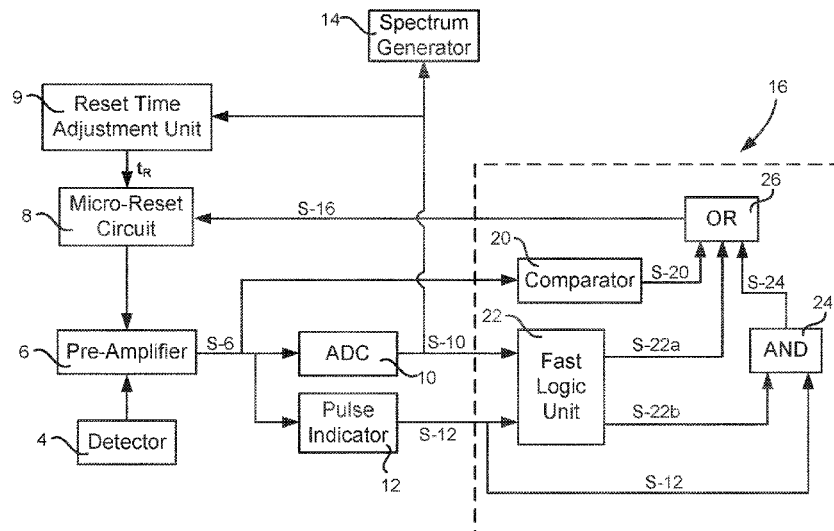 14
Spectrum
Generator
9
Reset Time
Adjustment Unit
16
t_R
8
Micro-Reset
Circuit
S-16
26
OR
20
Comparator
S-20
S-24
24
AND
22
Fast
Logic
Unit
S-22a
S-22b
6
Pre-Amplifier
S-6
ADC
10
S-10
Pulse
Indicator
12
S-12
4
Detector
S-12